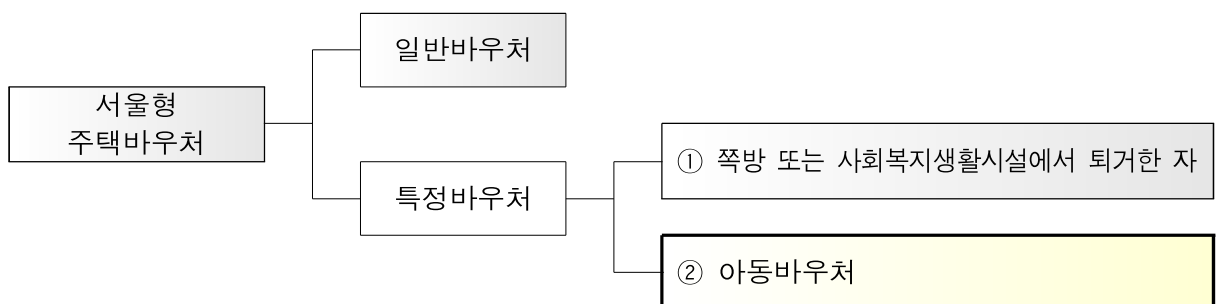 일반바우처
서울형
주택바우처
① 쪽방 또는 사회복지생활시설에서 퇴거한 자
특정바우처
② 아동바우처